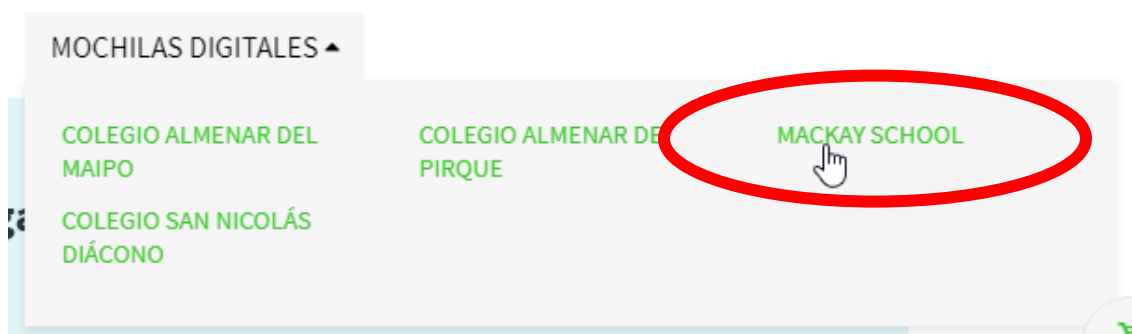 MOCHILAS DIGITALES
COLEGIO ALMENAR DEL
MAIPO
COLEGIO ALMENAR DE
PIRQUE
MACKAY SCHOOL
COLEGIO SAN NICOLÁS
DIÁCONO